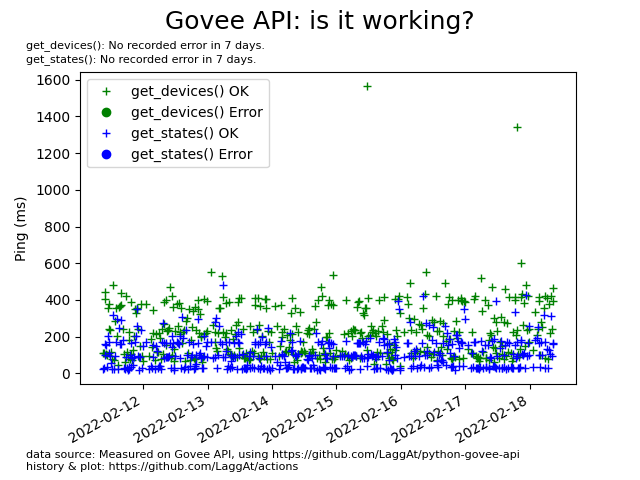 Govee API: is it working?
get_devices(): No recorded error in 7 days.
get_states(): No recorded error in 7 days.
get_devices() OK
get_devices() Error
get_states() OK
get_states() Error
Ping (ms)
1600
1400
1200
1000
800
600
400
200
0
2022-02-12
2022-02-13
2022-02-14
2022-02-15
2022-02-16
2022-02-17
2022-02-18
data source: Measured on Govee API, using https://github.com/LaggAt/python-govee-api
history & plot: https://github.com/LaggAt/actions